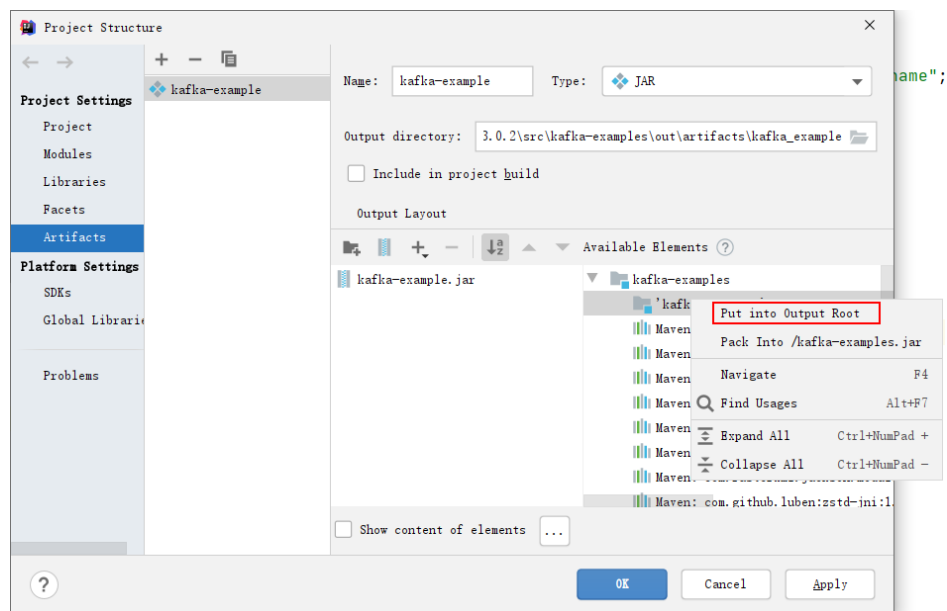 Project Structure
Project Settings
Project
Modules
Libraries
Facets
Artifacts
Platform Settings
SDKs
Global Librarie
Problems
kafka-example
Name: kafka-example Type: JAR
Output directory: 3.0.2\src\kafka-examples\out\artifacts\kafka_example
Include in project build
Output Layout
Available Elements ?
kafka-example.jar
kafka-examples
'kafk
Maven
Maven
Maven
Maven
Maven
Maven
Maven:
Maven: com.github.luben:zstd-jni:1.
Put into Output Root
Pack Into /kafka-examples.jar
Navigate F4
Find Usages Alt+F7
Expand All Ctrl+NumPad +
Collapse All Ctrl+NumPad -
Show content of elements ...
? OK Cancel Apply
name";